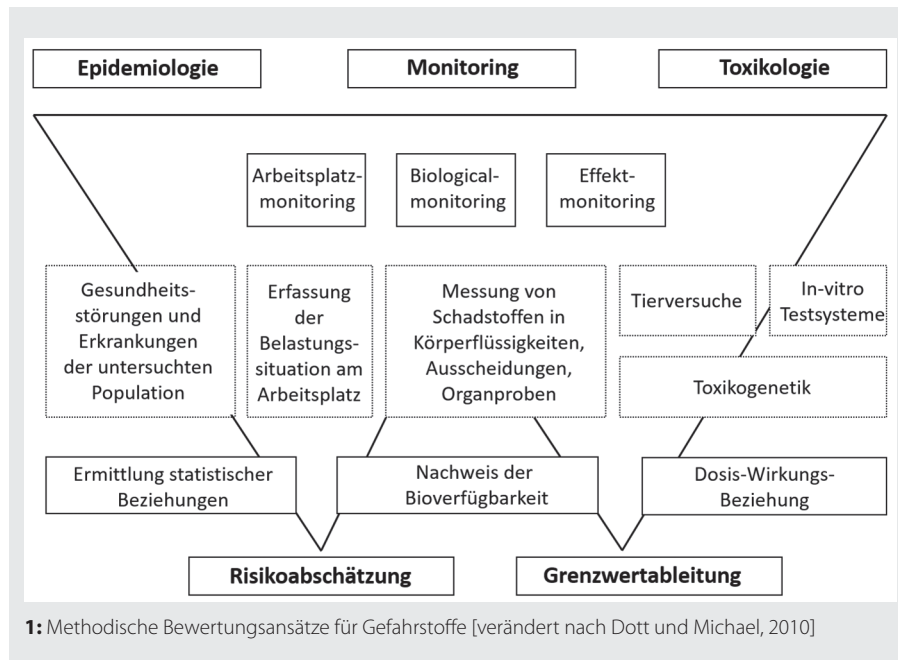 Epidemiologie
Monitoring
Toxikologie
Arbeitsplatz-
monitoring
Biological-
monitoring
Effekt-
monitoring
Gesundheits-
störungen und
Erkrankungen
der untersuchten
Population
Erfassung
der
Belastungs-
situation am
Arbeitsplatz
Messung von
Schadstoffen in
Körperflüssigkeiten,
Ausscheidungen,
Organproben
Tierversuche
In-vitro
Testsysteme
Toxikogenetik
Ermittlung statistischer
Beziehungen
Nachweis der
Bioverfügbarkeit
Dosis-Wirkungs-
Beziehung
Risikoabschätzung
Grenzwertableitung
1: Methodische Bewertungsansätze für Gefahrstoffe [verändert nach Dott und Michael, 2010]